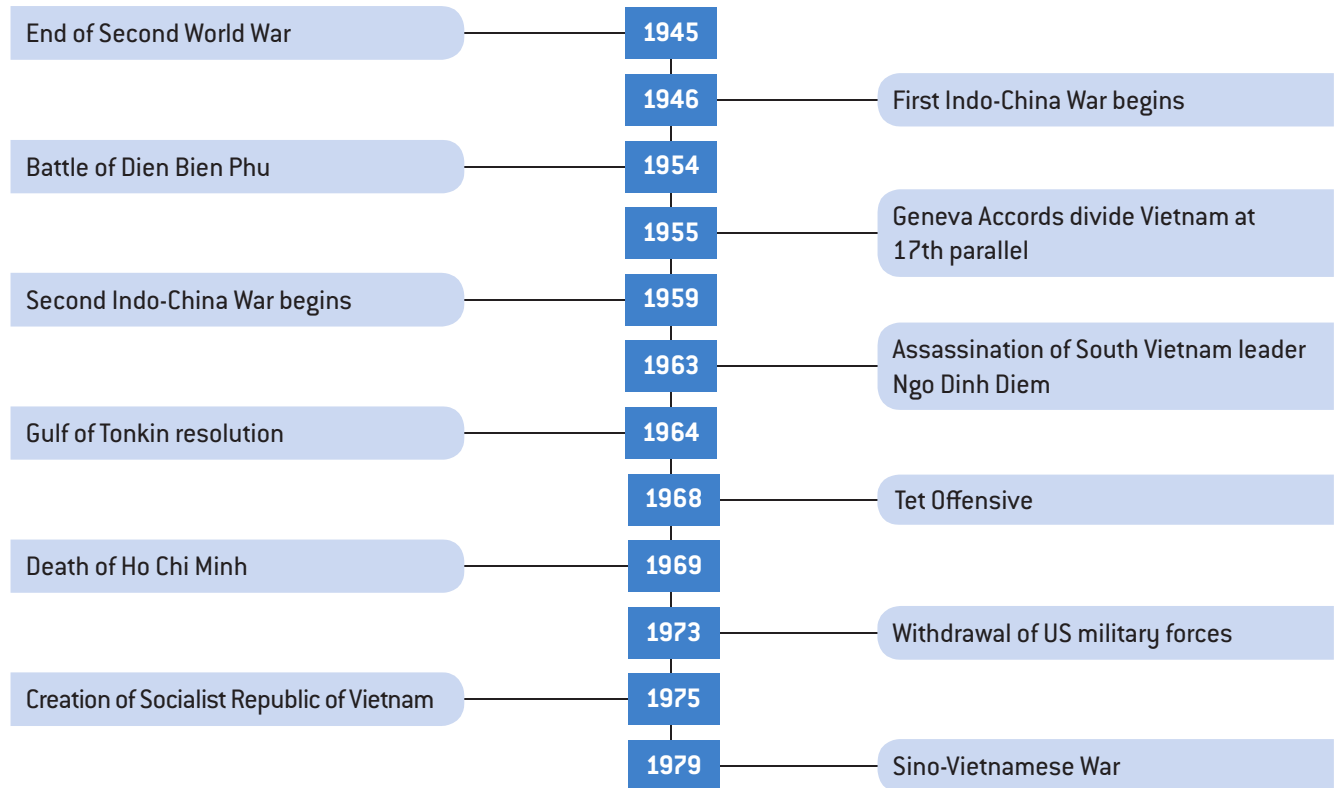 End of Second World War
1945
1946
First Indo-China War begins
Battle of Dien Bien Phu
1954
1955
Geneva Accords divide Vietnam at
17th parallel
Second Indo-China War begins
1959
1963
Assassination of South Vietnam leader
Ngo Dinh Diem
Gulf of Tonkin resolution
1964
1968
Tet Offensive
Death of Ho Chi Minh
1969
1973
Withdrawal of US military forces
Creation of Socialist Republic of Vietnam
1975
1979
Sino-Vietnamese War